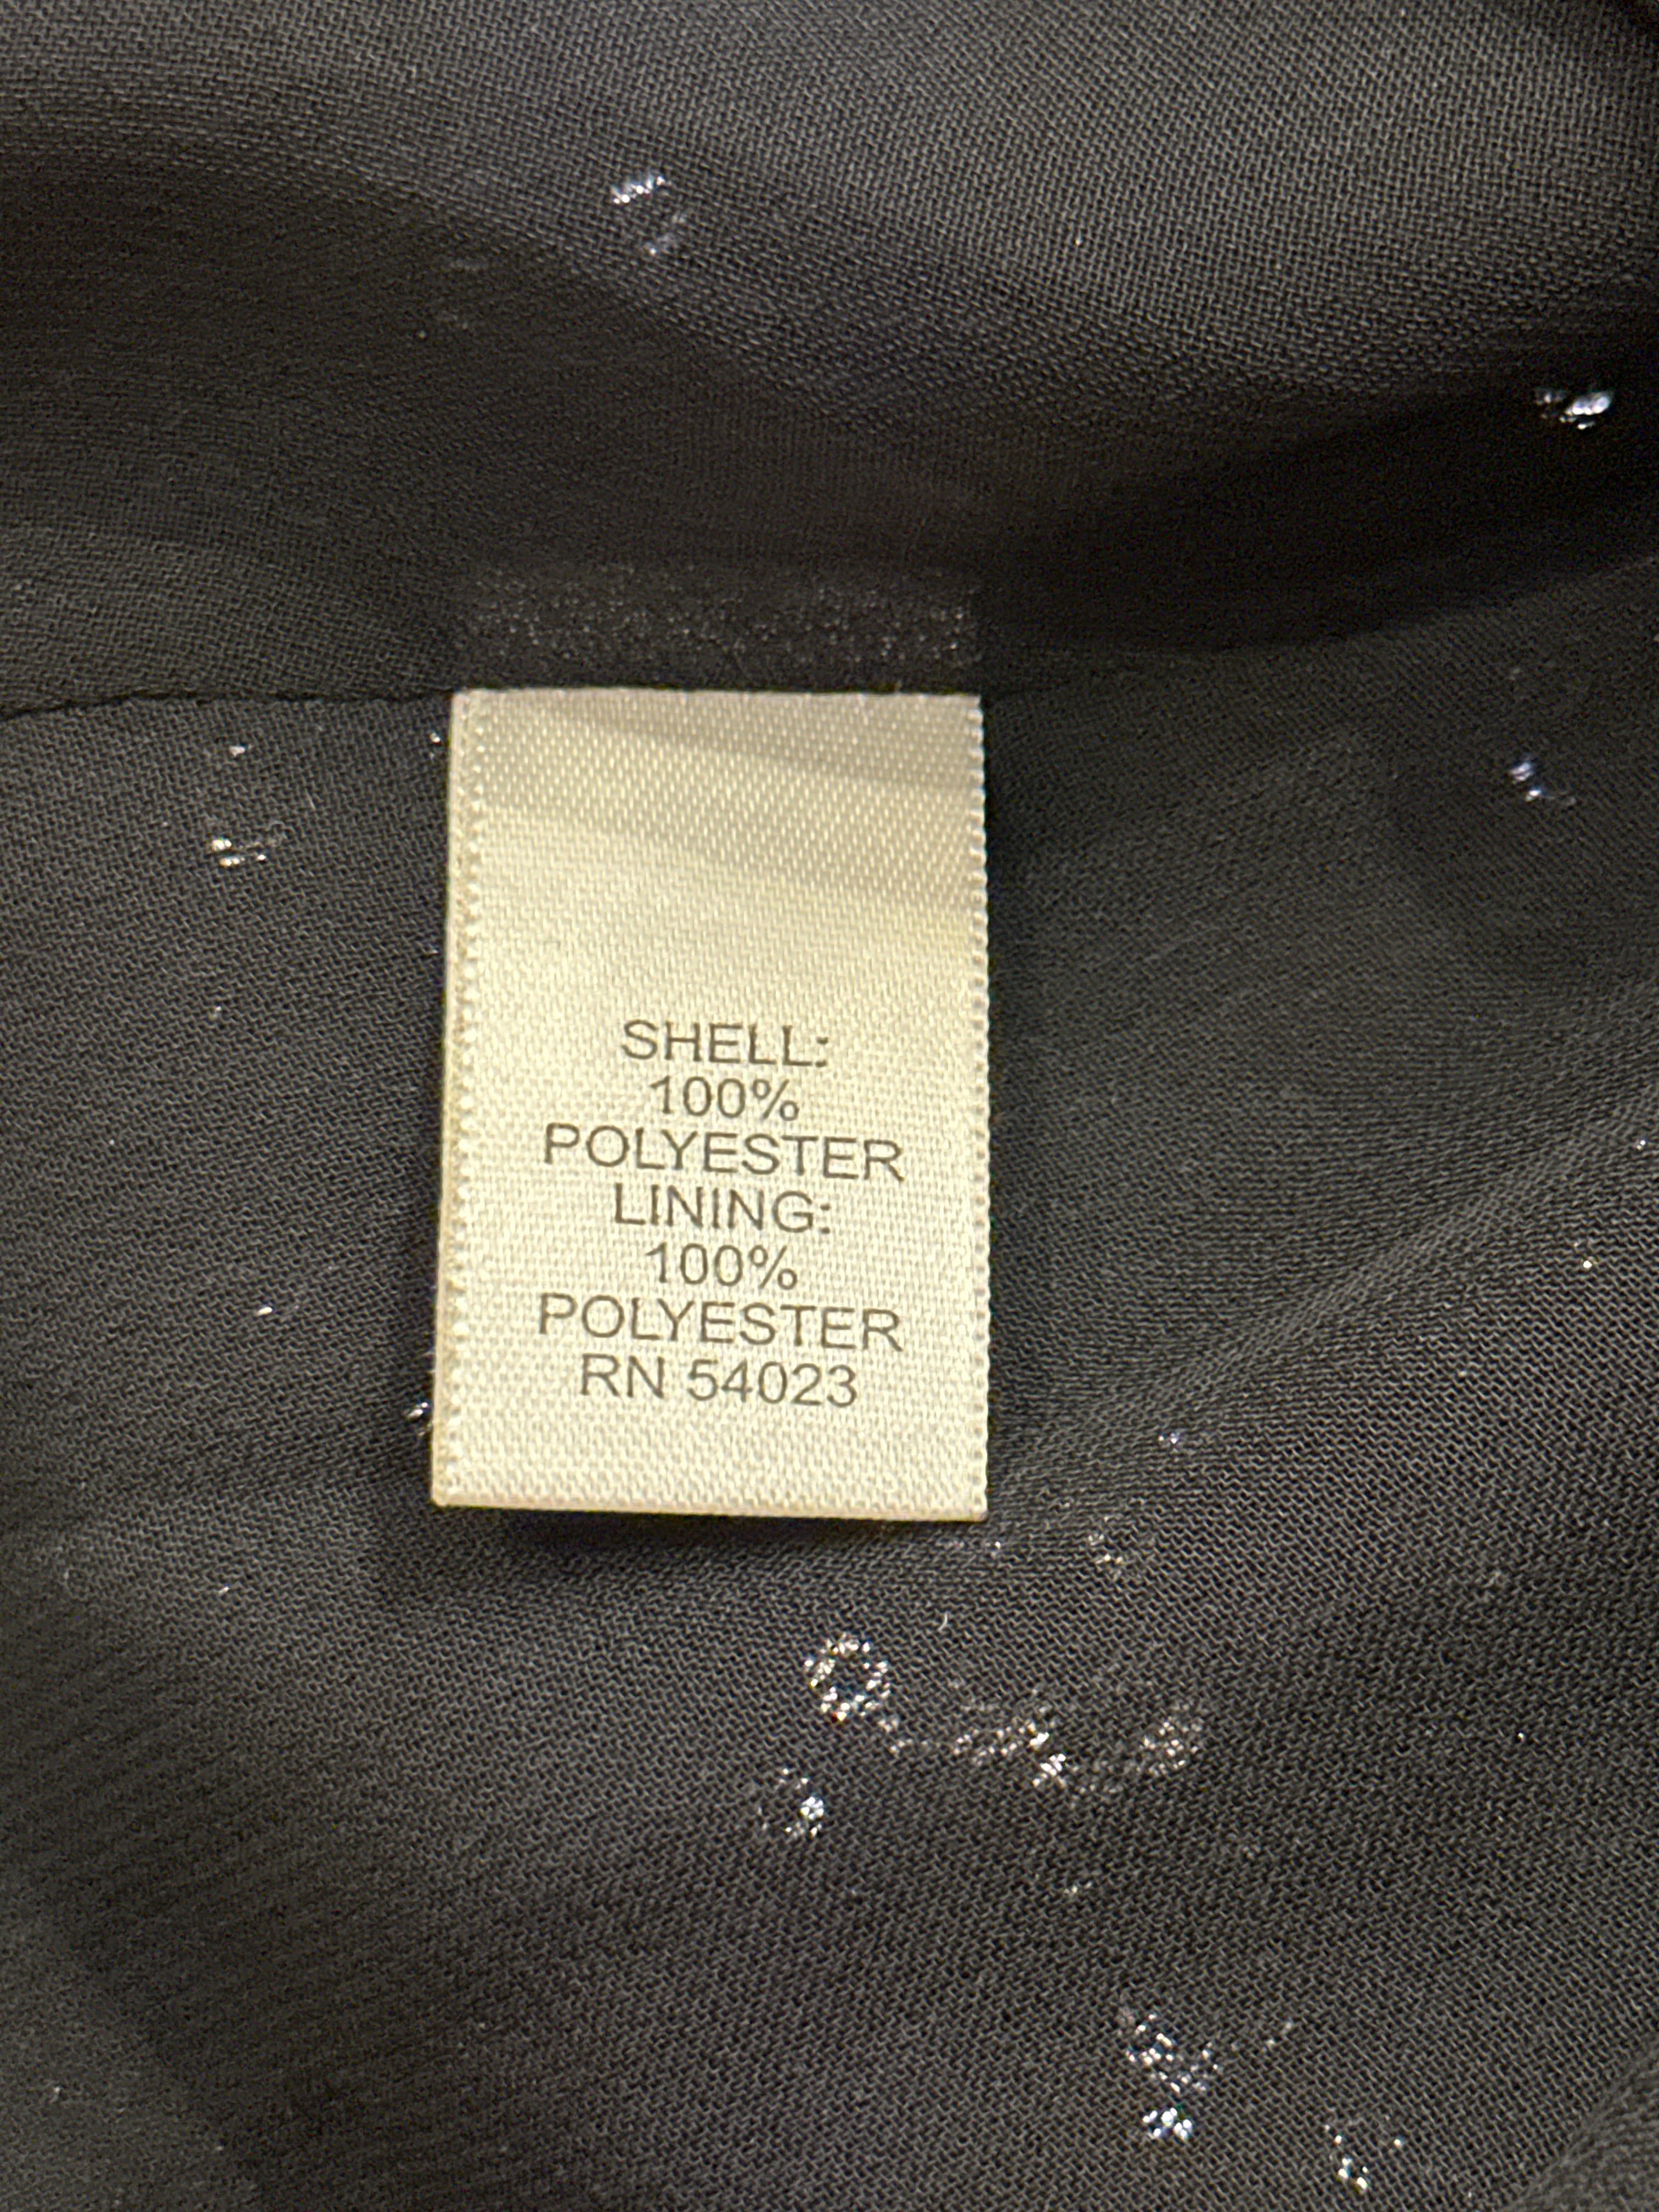 SHELL:
100%
POLYESTER
LINING:
100%
POLYESTER
RN 54023